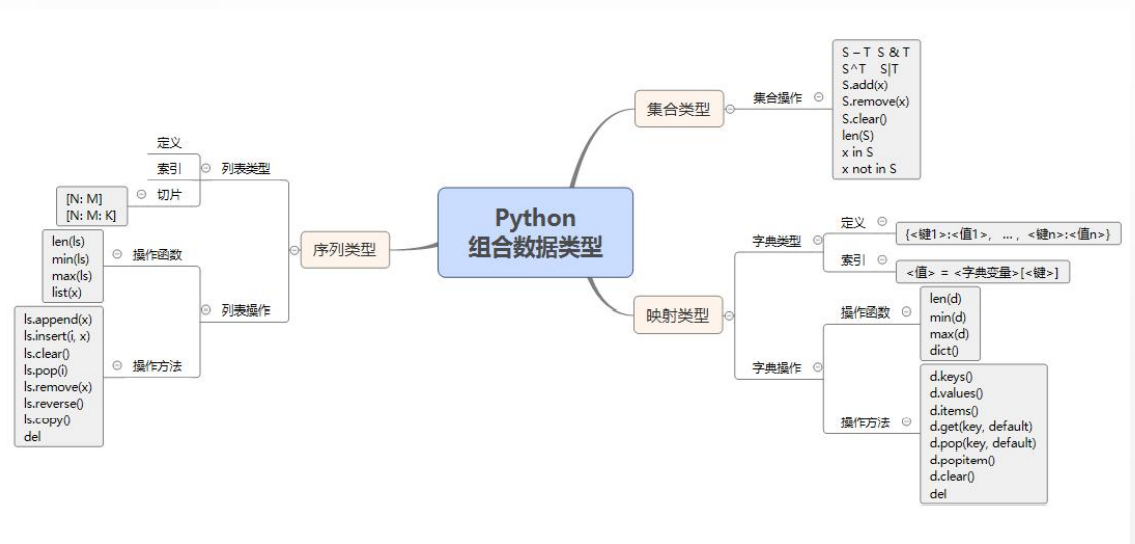 Python
组合数据类型
序列类型
列表类型
定义
索引
切片
[N: M]
[N: M: K]
列表操作
操作函数
len(ls)
min(ls)
max(ls)
list(x)
操作方法
ls.append(x)
ls.insert(i, x)
ls.clear()
ls.pop(i)
ls.remove(x)
ls.reverse()
ls.copy()
del
集合类型
集合操作
S – T S & T
S^T S|T
S.add(x)
S.remove(x)
S.clear()
len(S)
x in S
x not in S
映射类型
字典类型
定义
{<键1>:<值1>, … , <键n>:<值n>}
索引
<值> = <字典变量>[<键>]
字典操作
操作函数
len(d)
min(d)
max(d)
dict()
操作方法
d.keys()
d.values()
d.items()
d.get(key, default)
d.pop(key, default)
d.popitem()
d.clear()
del